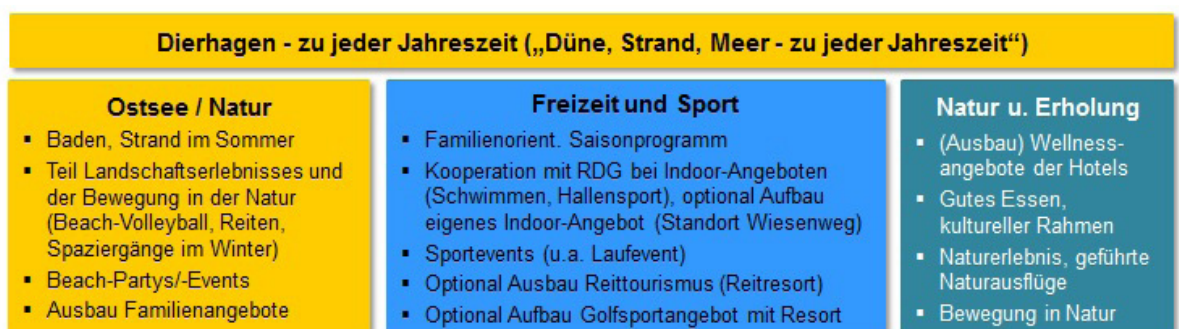 Dierhagen - zu jeder Jahreszeit („Düne, Strand, Meer - zu jeder Jahreszeit“)
Ostsee / Natur
▪ Baden, Strand im Sommer
▪ Teil Landschaftserlebnisses und
der Bewegung in der Natur
(Beach-Volleyball, Reiten,
Spaziergänge im Winter)
▪ Beach-Partys/-Events
▪ Ausbau Familienangebote
Freizeit und Sport
▪ Familienorient. Saisonprogramm
▪ Kooperation mit RDG bei Indoor-Angeboten
(Schwimmen, Hallensport), optional Aufbau
eigenes Indoor-Angebot (Standort Wiesenweg)
▪ Sportevents (u.a. Laufevent)
▪ Optional Ausbau Reittourismus (Reitresort)
▪ Optional Aufbau Golfsportangebot mit Resort
Natur u. Erholung
▪ (Ausbau) Wellness-
angebote der Hotels
▪ Gutes Essen,
kultureller Rahmen
▪ Naturerlebnis, geführte
Naturausflüge
▪ Bewegung in Natur